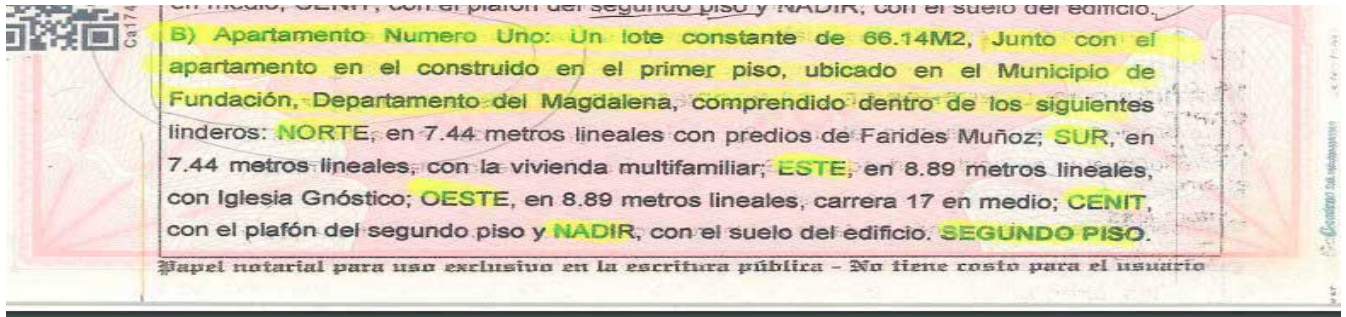 en medio, CENIT, con el plafón del segundo piso y NADIR, con el suelo del edificio.
B) Apartamento Numero Uno: Un lote constante de 66.14M2, Junto con el
apartamento en el construido en el primer piso, ubicado en el Municipio de
Fundación, Departamento del Magdalena, comprendido dentro de los siguientes
linderos: NORTE, en 7.44 metros lineales con predios de Farides Muñoz; SUR, en
7.44 metros lineales, con la vivienda multifamiliar; ESTE, en 8.89 metros lineales,
con Iglesia Gnóstico; OESTE, en 8.89 metros lineales, carrera 17 en medio; CENIT,
con el plafón del segundo piso y NADIR, con el suelo del edificio. SEGUNDO PISO.
Papel notarial para uso exclusivo en la escritura pública - No tiene costo para el usuario
Ca174